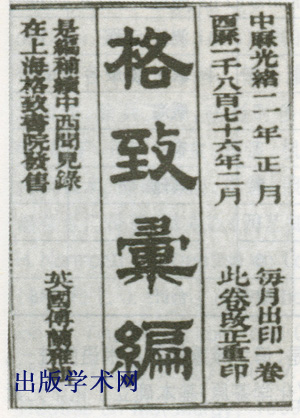 中厤光緒二年正月
西厤一千八百七十六年二月
每月出印一卷
此卷改正重印
格致彙編
是編補續中西聞見錄
在上海格致書院發售
英國傅蘭雅
出版学术网